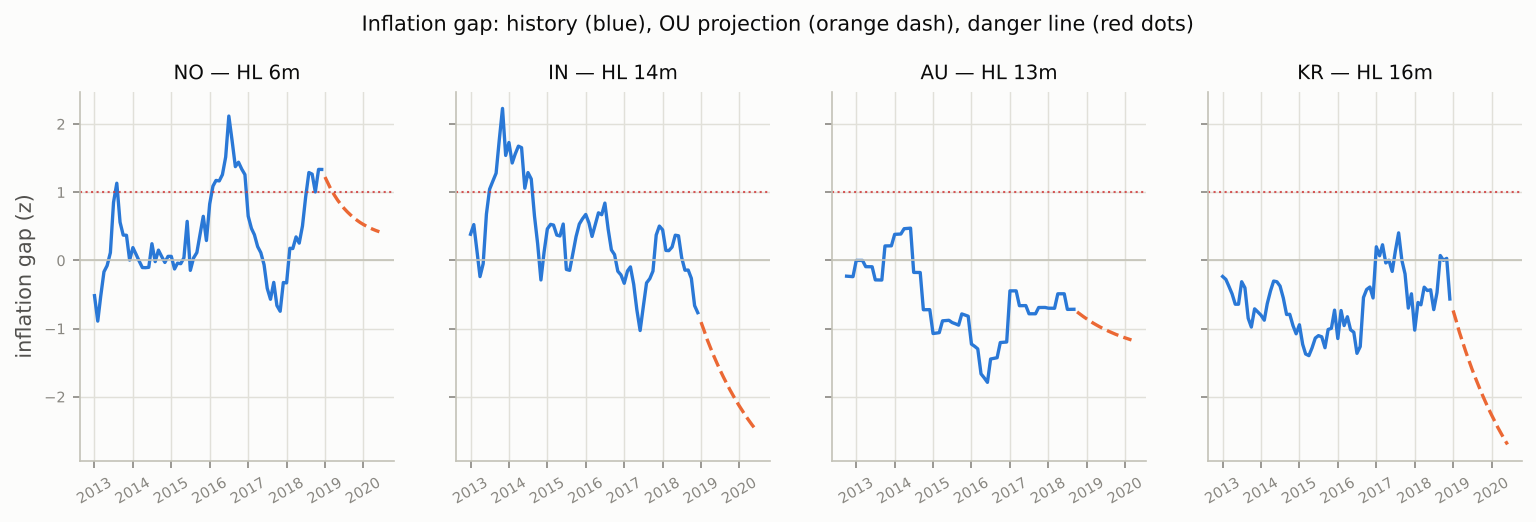 Inflation gap: history (blue), OU projection (orange dash), danger line (red dots)
NO — HL 6m
IN — HL 14m
AU — HL 13m
KR — HL 16m
inflation gap (z)
2
1
0
−1
−2
2013 2014 2015 2016 2017 2018 2019 2020
2013 2014 2015 2016 2017 2018 2019 2020
2013 2014 2015 2016 2017 2018 2019 2020
2013 2014 2015 2016 2017 2018 2019 2020